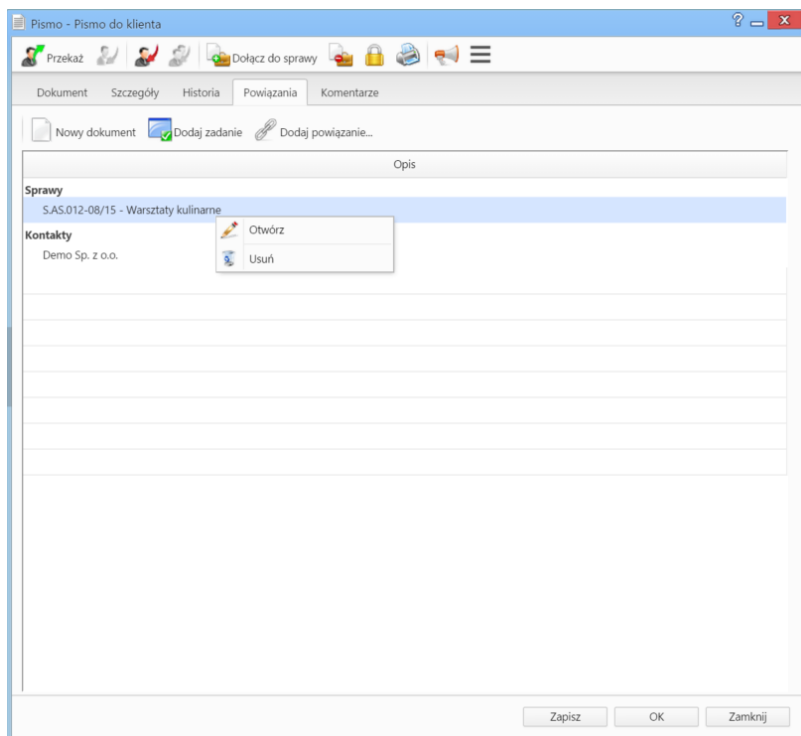 Pismo - Pismo do klienta
Przekaż Dołącz do sprawy
Dokument Szczegóły Historia Powiązania Komentarze
Nowy dokument Dodaj zadanie Dodaj powiązanie...
Opis
Sprawy
S.AS.012-08/15 - Warsztaty kulinarne
Otwórz
Kontakty
Demo Sp. z o.o.
Usuń
Zapisz OK Zamknij